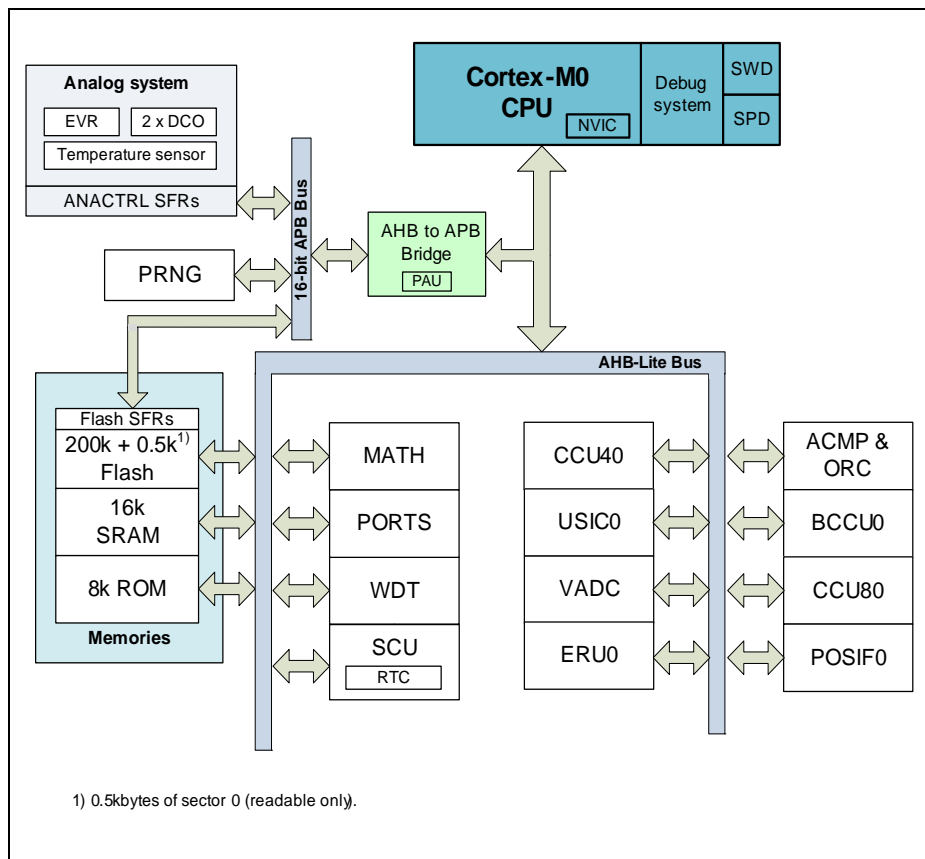 Analog system
EVR
2 x DCO
Temperature sensor
ANACTRL SFRs
Cortex-M0
CPU
NVIC
Debug
system
SWD
SPD
16-bit APB Bus
AHB to APB
Bridge
PAU
PRNG
AHB-Lite Bus
Flash SFRs
200k + 0.5k1)
Flash
16k
SRAM
8k ROM
Memories
MATH
PORTS
WDT
SCU
RTC
CCU40
USIC0
VADC
ERU0
ACMP &
ORC
BCCU0
CCU80
POSIF0
1) 0.5kbytes of sector 0 (readable only).